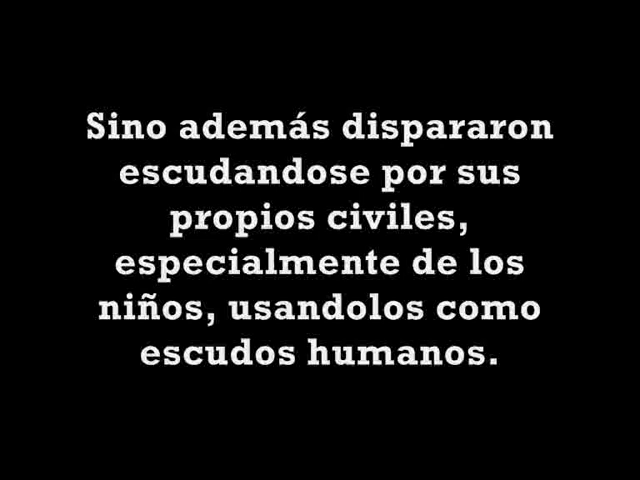 Sino además dispararon
escudandose por sus
propios civiles,
especialmente de los
niños, usandolos como
escudos humanos.